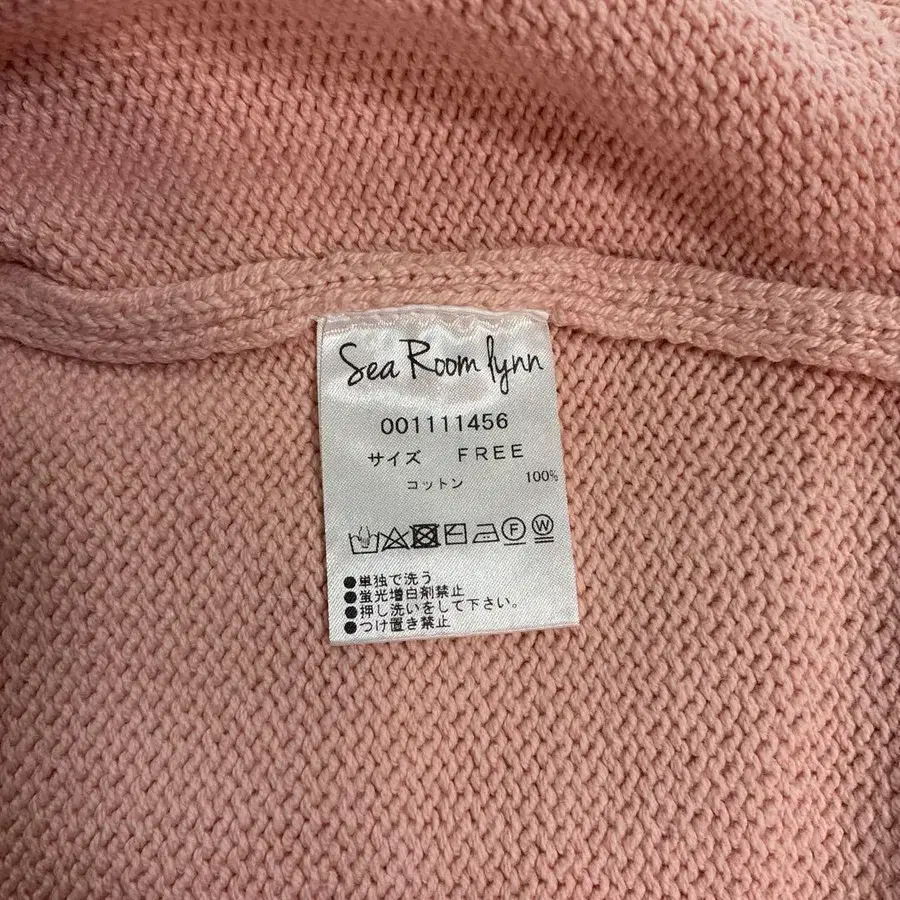 Sea Room lynn
001111456
サイズ FREE
コットン 100%
F W
●単独で洗う
●蛍光増白剤禁止
●押し洗いをして下さい。
●つけ置き禁止